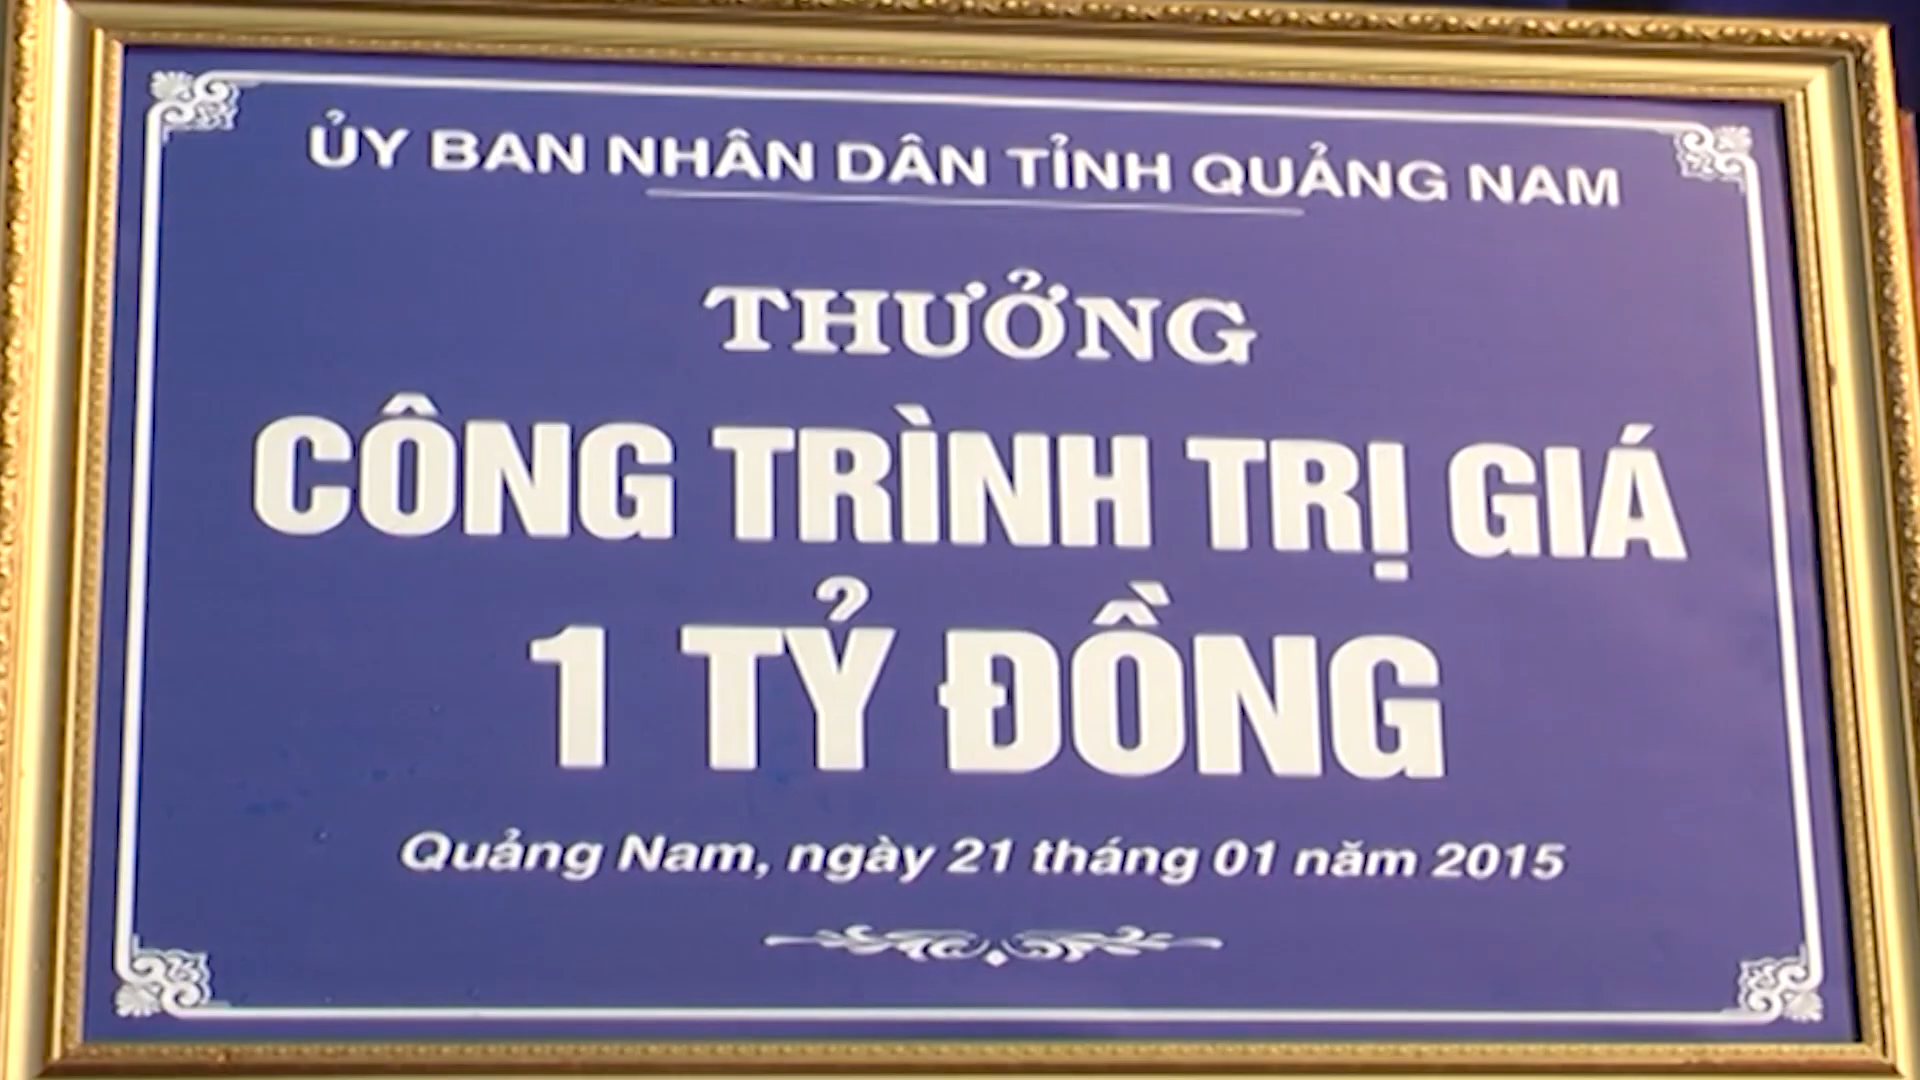 ỦY BAN NHÂN DÂN TỈNH QUẢNG NAM
THƯỞNG
CÔNG TRÌNH TRỊ GIÁ
1 TỶ ĐỒNG
Quảng Nam, ngày 21 tháng 01 năm 2015